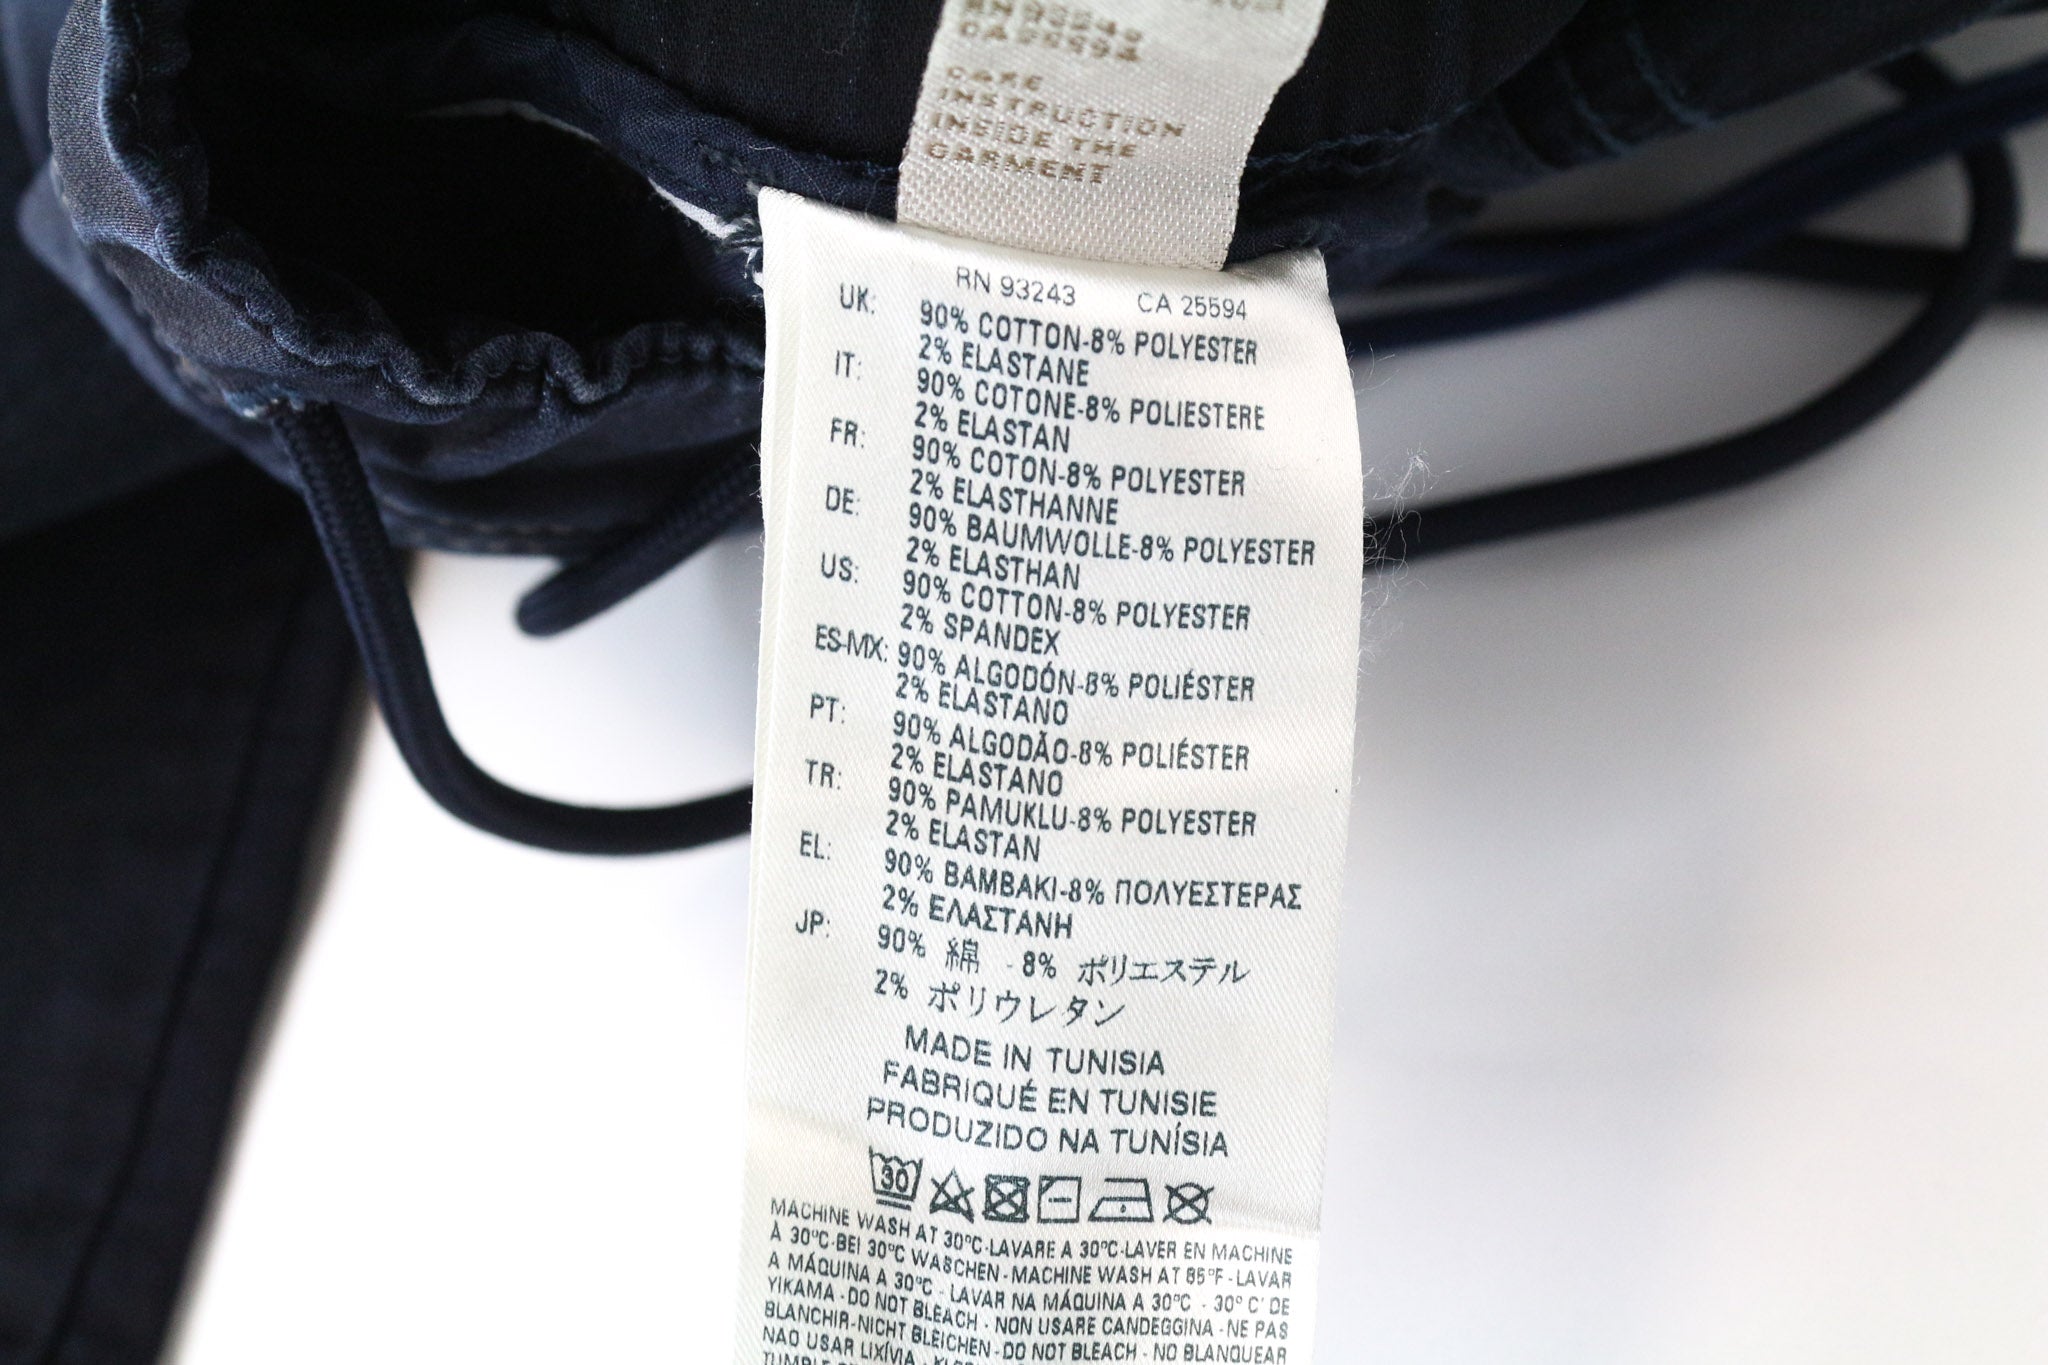 CARE
INSTRUCTION
INSIDE THE
GARMENT
RN 93243 CA 25594
UK: 90% COTTON-8% POLYESTER
2% ELASTANE
IT: 90% COTONE-8% POLIESTERE
2% ELASTAN
FR: 90% COTON-8% POLYESTER
2% ELASTHANNE
DE: 90% BAUMWOLLE-8% POLYESTER
2% ELASTHAN
US: 90% COTTON-8% POLYESTER
2% SPANDEX
ES-MX: 90% ALGODÓN-8% POLIÉSTER
2% ELASTANO
PT: 90% ALGODÃO-8% POLIÉSTER
2% ELASTANO
TR: 90% PAMUKLU-8% POLYESTER
2% ELASTAN
EL: 90% BAMBAKI-8% ΠΟΛΥΕΣΤΕΡΑΣ
2% ΕΛΑΣΤΑΝΗ
JP: 90% 綿 - 8% ポリエステル
2% ポリウレタン
MADE IN TUNISIA
FABRIQUÉ EN TUNISIE
PRODUZIDO NA TUNÍSIA
30
MACHINE WASH AT 30°C-LAVARE A 30°C-LAVER EN MACHINE
À 30°C-BEI 30°C WASCHEN - MACHINE WASH AT 85°F - LAVAR
A MÁQUINA A 30°C - LAVAR NA MÁQUINA A 30°C - 30° C' DE
YIKAMA - DO NOT BLEACH - NON USARE CANDEGGINA - NE PAS
BLANCHIR-NICHT BLEICHEN - DO NOT BLEACH - NO BLANQUEAR
NAO USAR LIXÍVIA